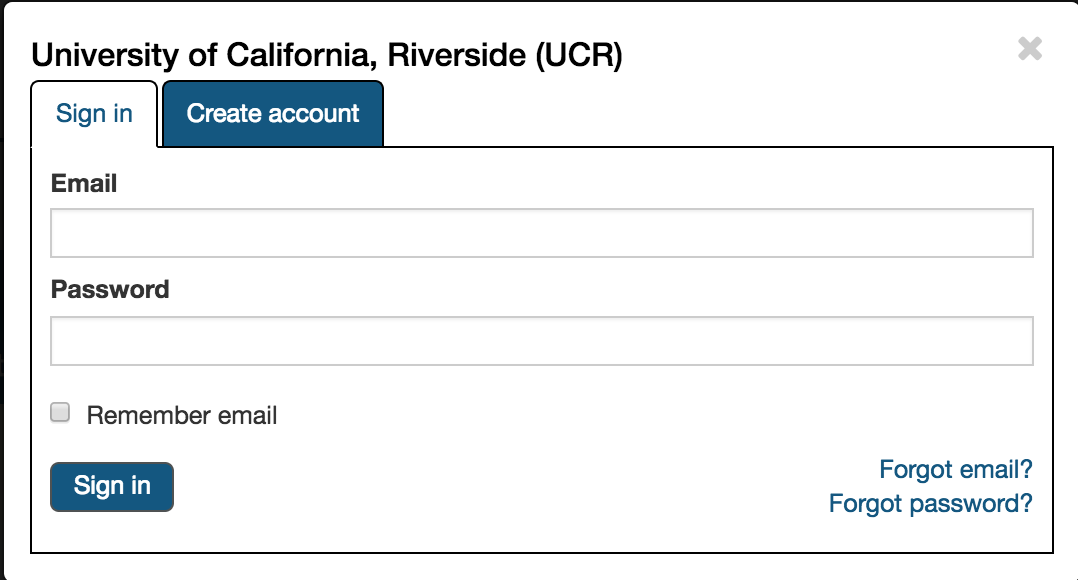 University of California, Riverside (UCR)
Sign in
Create account
Email
Password
Remember email
Sign in
Forgot email?
Forgot password?